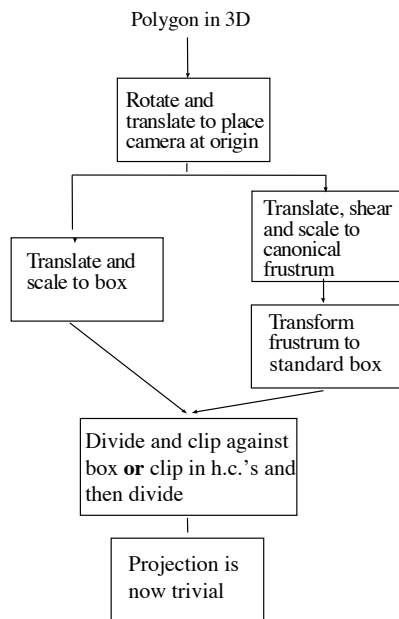 Polygon in 3D
Rotate and
translate to place
camera at origin
Translate and
scale to box
Translate, shear
and scale to
canonical
frustrum
Transform
frustum to
standard box
Divide and clip against
box or clip in h.c.'s and
then divide
Projection is
now trivial